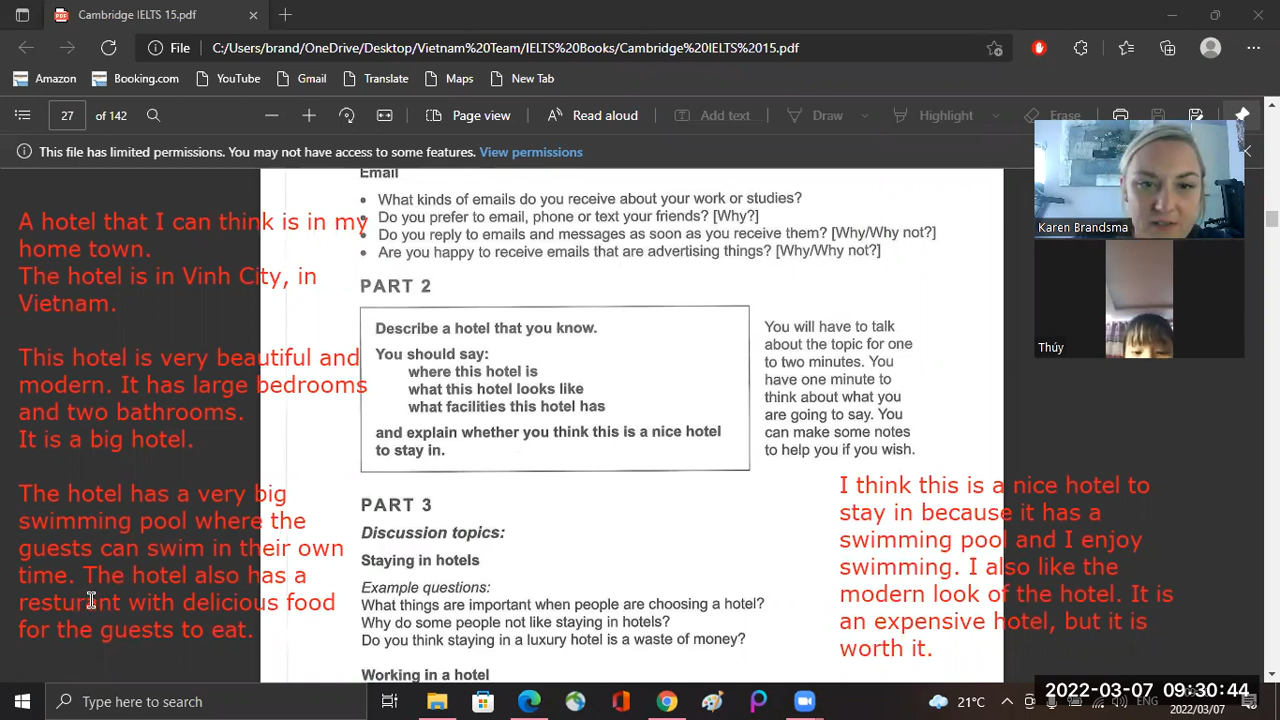 Cambridge IELTS 15.pdf
File C:/Users/brand/OneDrive/Desktop/Vietnam%20Team/IELTS%20Books/Cambridge%20IELTS%2015.pdf
Amazon Booking.com YouTube Gmail Translate Maps New Tab
27 of 142 Page view Read aloud Add text Draw Highlight Erase
This file has limited permissions. You may not have access to some features. View permissions
Email
• What kinds of emails do you receive about your work or studies?
• Do you prefer to email, phone or text your friends? [Why?]
• Do you reply to emails and messages as soon as you receive them? [Why/Why not?]
• Are you happy to receive emails that are advertising things? [Why/Why not?]
A hotel that I can think is in my
home town.
The hotel is in Vinh City, in
Vietnam.
This hotel is very beautiful and
modern. It has large bedrooms
and two bathrooms.
It is a big hotel.
The hotel has a very big
swimming pool where the
guests can swim in their own
time. The hotel also has a
resturant with delicious food
for the guests to eat.
PART 2
Describe a hotel that you know.
You should say:
where this hotel is
what this hotel looks like
what facilities this hotel has
and explain whether you think this is a nice hotel
to stay in.
You will have to talk
about the topic for one
to two minutes. You
have one minute to
think about what you
are going to say. You
can make some notes
to help you if you wish.
PART 3
Discussion topics:
Staying in hotels
Example questions:
What things are important when people are choosing a hotel?
Why do some people not like staying in hotels?
Do you think staying in a luxury hotel is a waste of money?
Working in a hotel
I think this is a nice hotel to
stay in because it has a
swimming pool and I enjoy
swimming. I also like the
modern look of the hotel. It is
an expensive hotel, but it is
worth it.
Karen Brandsma
Thúy
Type here to search
21°C
ENG
2022-03-07 09:30:44
2022/03/07